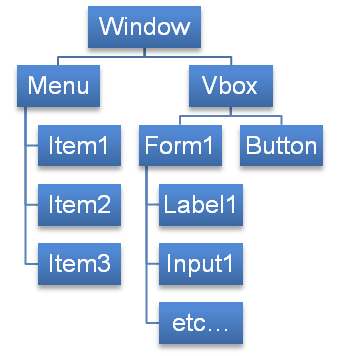 Window
Menu
Vbox
Item1
Form1
Button
Item2
Label1
Item3
Input1
etc...